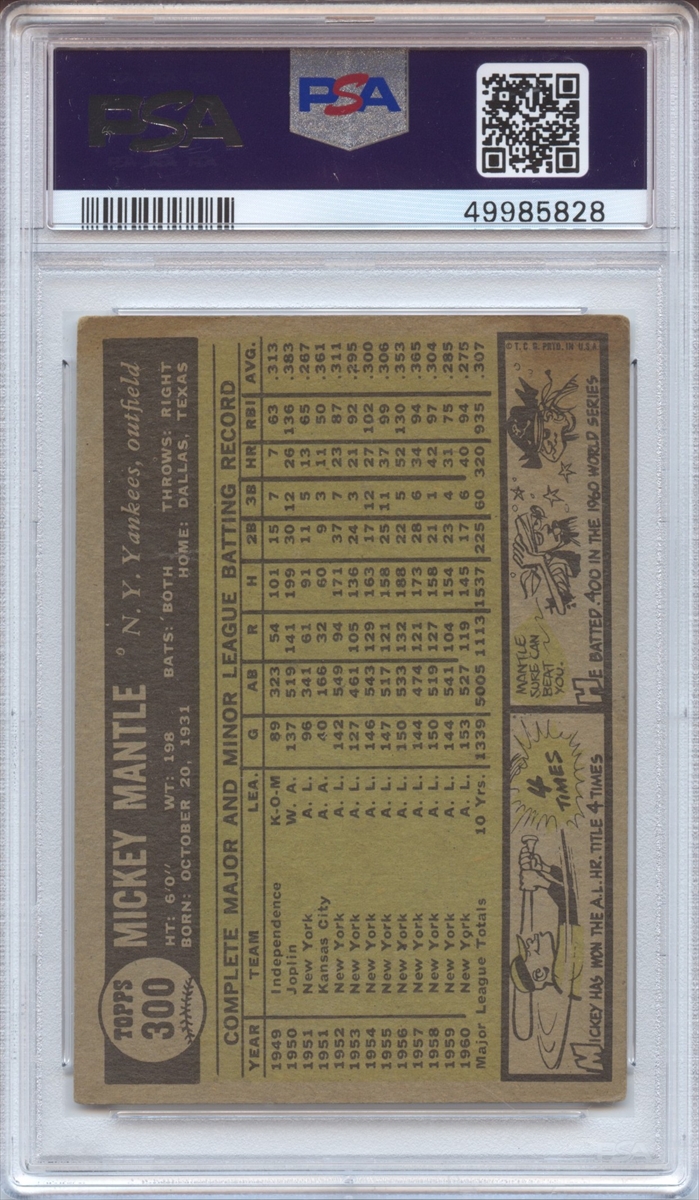 PSA
PSA
49985828
TOPPS
300
MICKEY MANTLE N. Y. Yankees, outfield
HT: 6'0" WT: 198 BATS: BOTH THROWS: RIGHT
BORN: OCTOBER 20, 1931 HOME: DALLAS, TEXAS
COMPLETE MAJOR AND MINOR LEAGUE BATTING RECORD
YEAR TEAM LEA. G AB R H 2B 3B HR RBI AVG.
1949 Independence K-O-M 89 323 54 101 15 7 7 63 .313
1950 Joplin W. A. 137 519 141 199 30 12 26 136 .383
1951 New York A. L. 96 341 61 91 11 5 13 65 .267
1951 Kansas City A. A. 40 166 32 60 9 3 11 50 .361
1952 New York A. L. 142 549 94 171 37 7 23 87 .311
1953 New York A. L. 127 461 105 136 24 3 21 92 .295
1954 New York A. L. 146 543 129 163 17 12 27 102 .300
1955 New York A. L. 147 517 121 158 25 11 37 99 .306
1956 New York A. L. 150 533 132 188 22 5 52 130 .353
1957 New York A. L. 144 474 121 173 28 6 34 94 .365
1958 New York A. L. 150 519 127 158 21 1 42 97 .304
1959 New York A. L. 144 541 104 154 23 4 31 75 .285
1960 New York A. L. 153 527 119 145 17 6 40 94 .275
Major League Totals 10 Yrs. 1339 5005 1113 1537 225 60 320 935 .307
4
TIMES
MICKEY HAS WON THE A.L. HR. TITLE 4 TIMES
MANTLE
SURE CAN
BEAT
YOU.
HE BATTED .400 IN THE 1960 WORLD SERIES
© T. C. G. PRTD. IN U.S.A.